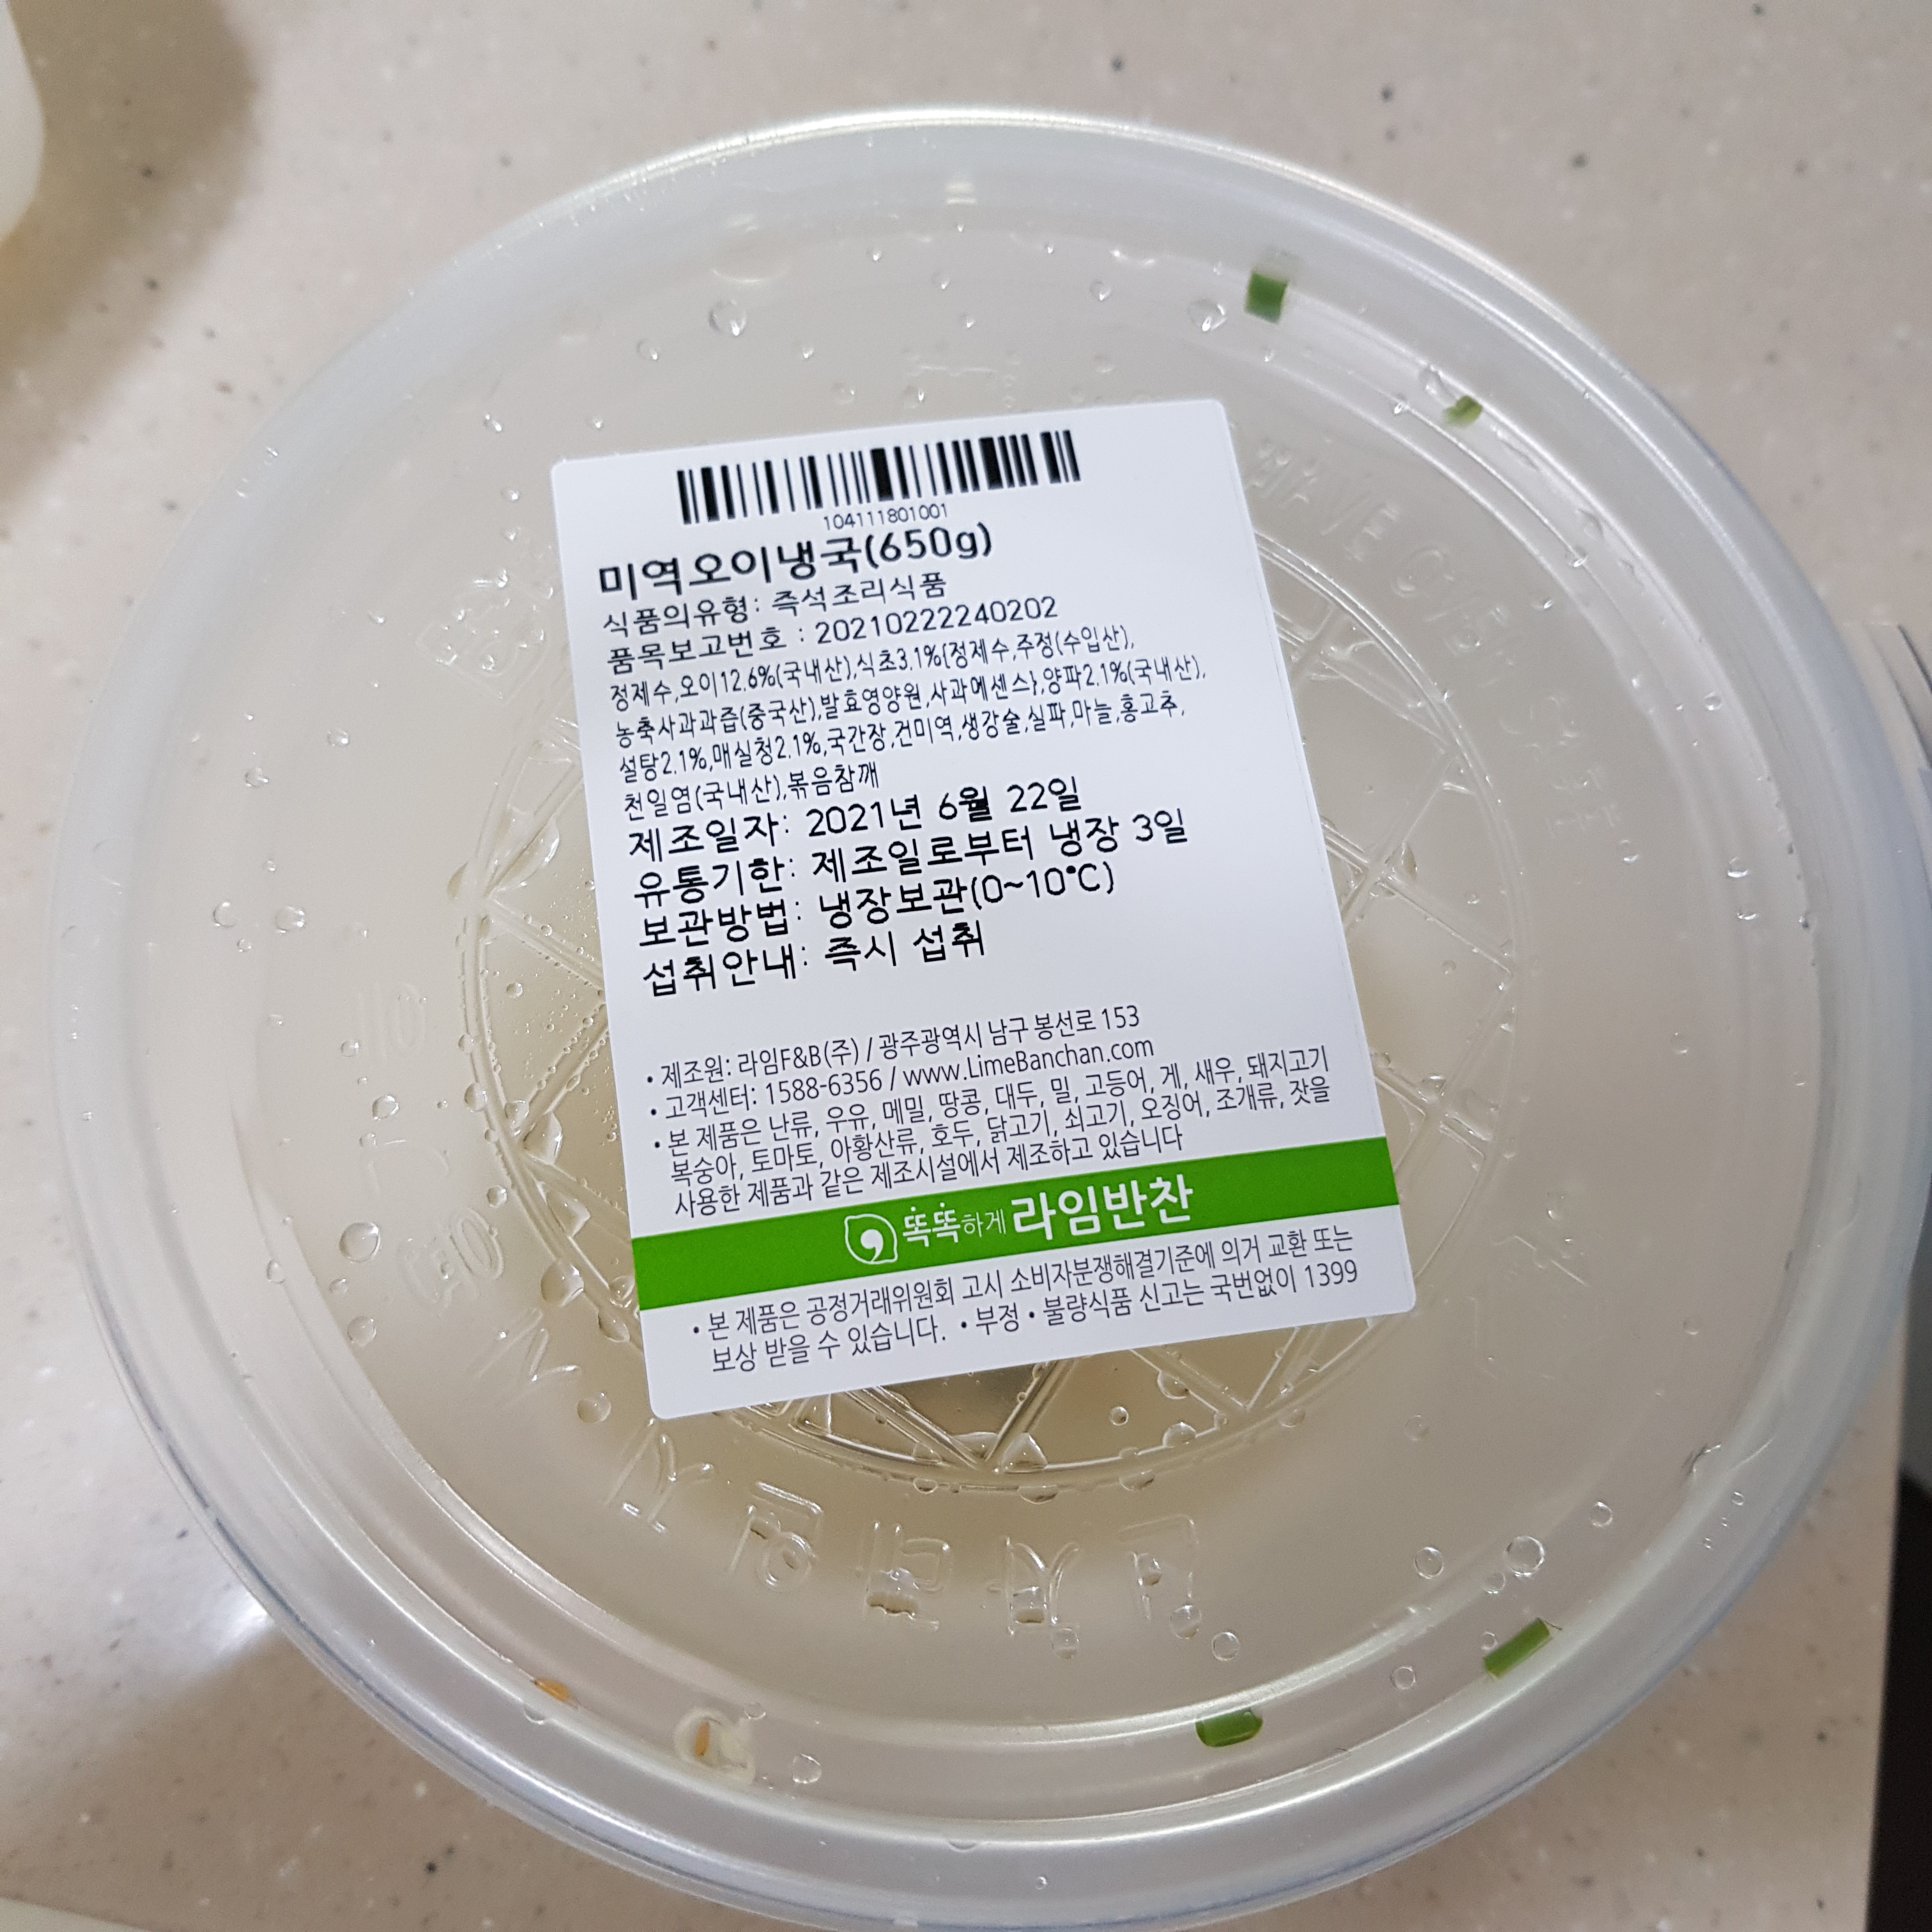 104111801001
미역오이냉국(650g)
식품의유형: 즉석조리식품
품목보고번호 : 20210222240202
정제수,오이12.6%(국내산),식초3.1%{정제수,주정(수입산),
농축사과과즙(중국산),발효영양원,사과에센스},양파2.1%(국내산),
설탕2.1%,매실청2.1%,국간장,건미역,생강술,실파,마늘,홍고추,
천일염(국내산),볶음참깨
제조일자: 2021년 6월 22일
유통기한: 제조일로부터 냉장 3일
보관방법: 냉장보관(0~10°C)
섭취안내: 즉시 섭취
• 제조원: 라임F&B(주) / 광주광역시 남구 봉선로 153
• 고객센터: 1588-6356 / www.LimeBanchan.com
• 본 제품은 난류, 우유, 메밀, 땅콩, 대두, 밀, 고등어, 게, 새우, 돼지고기
복숭아, 토마토, 아황산류, 호두, 닭고기, 쇠고기, 오징어, 조개류, 잣을
사용한 제품과 같은 제조시설에서 제조하고 있습니다
똑똑하게 라임반찬
• 본 제품은 공정거래위원회 고시 소비자분쟁해결기준에 의거 교환 또는
보상 받을 수 있습니다. • 부정 • 불량식품 신고는 국번없이 1399